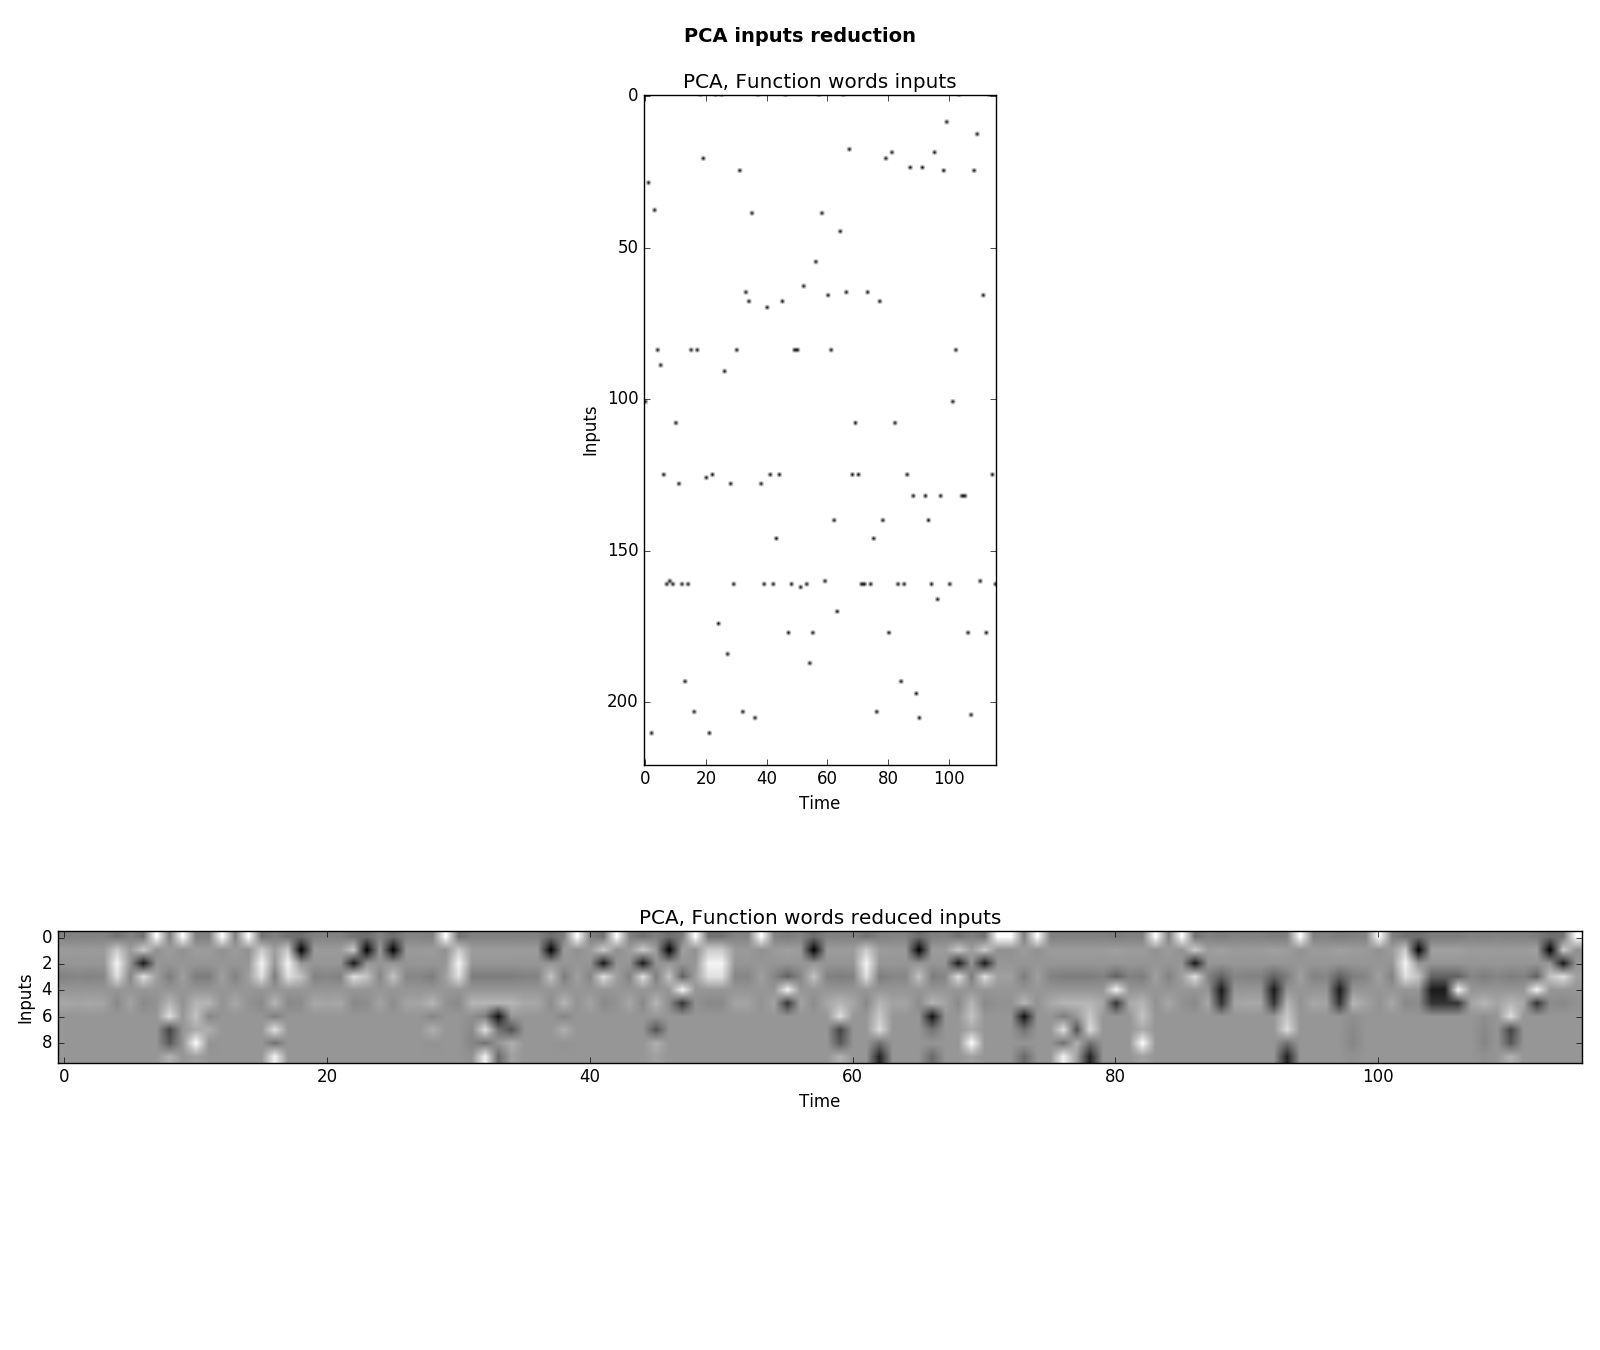 PCA inputs reduction
PCA, Function words inputs
0
50
100
150
200
Inputs
0 20 40 60 80 100
Time
PCA, Function words reduced inputs
0
2
4
6
8
Inputs
0 20 40 60 80 100
Time